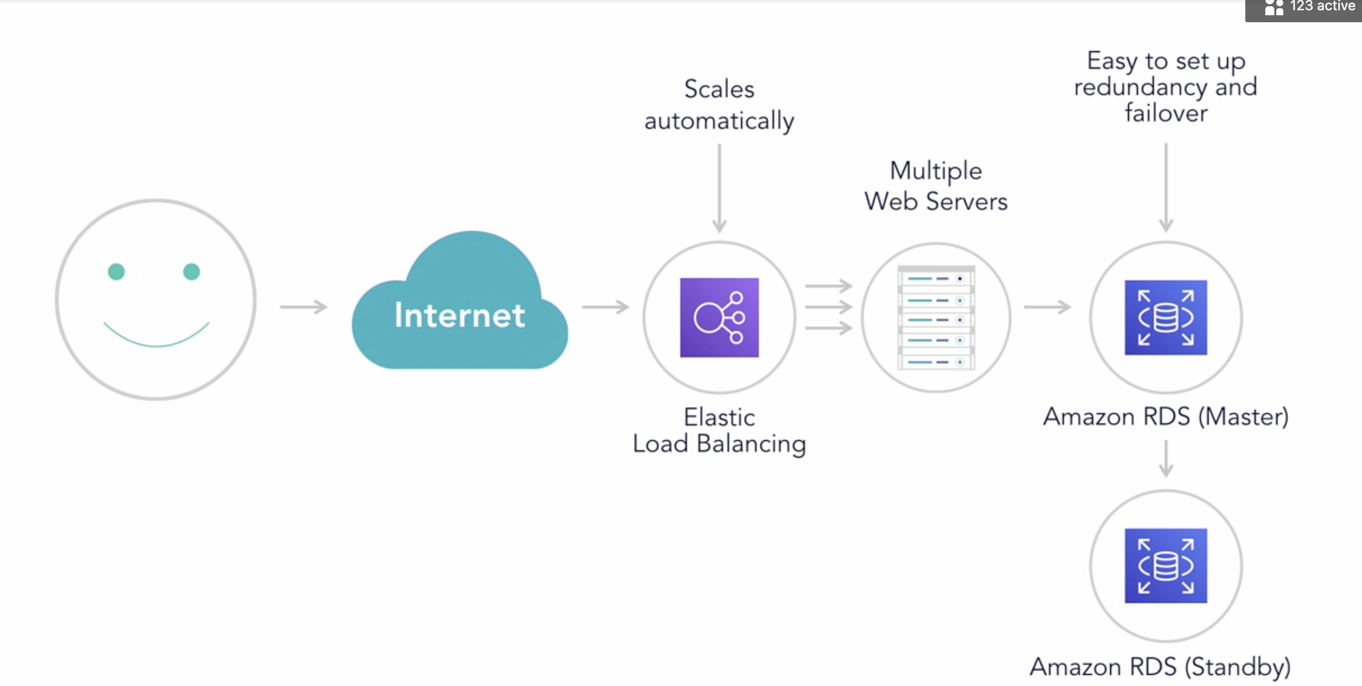 123 active
Scales
automatically
Easy to set up
redundancy and
failover
Multiple
Web Servers
Internet
Elastic
Load Balancing
Amazon RDS (Master)
Amazon RDS (Standby)